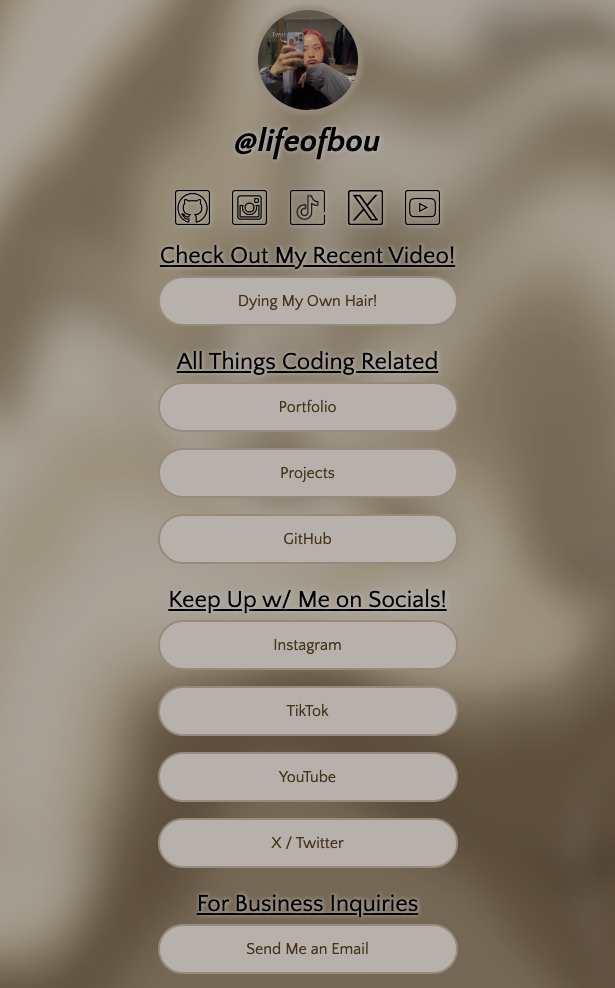 @lifeofbou
Check Out My Recent Video!
Dying My Own Hair!
All Things Coding Related
Portfolio
Projects
GitHub
Keep Up w/ Me on Socials!
Instagram
TikTok
YouTube
X / Twitter
For Business Inquiries
Send Me an Email